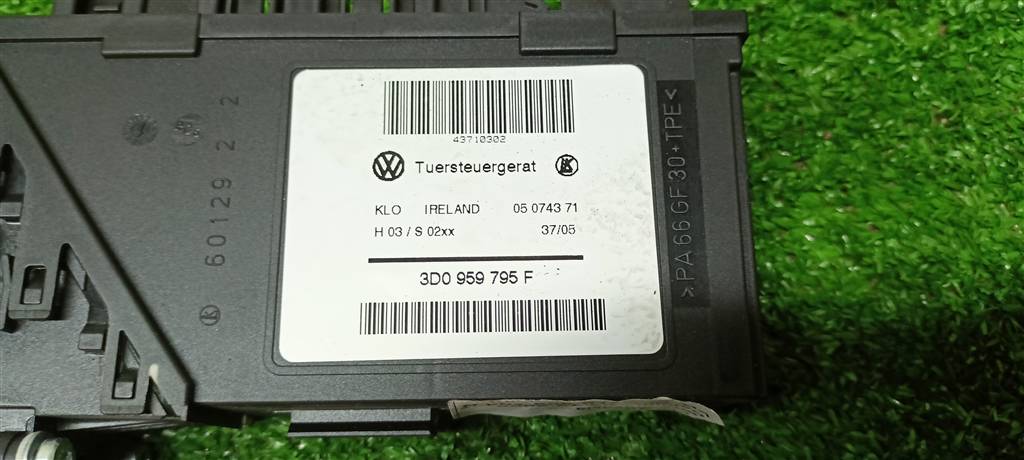 43710302
Tuersteuergerat
KLO IRELAND 05 0743 71
H 03 / S 02xx 37/05
3D0 959 795 F
60129 2 2
>PA 66 GF 30+TPE<